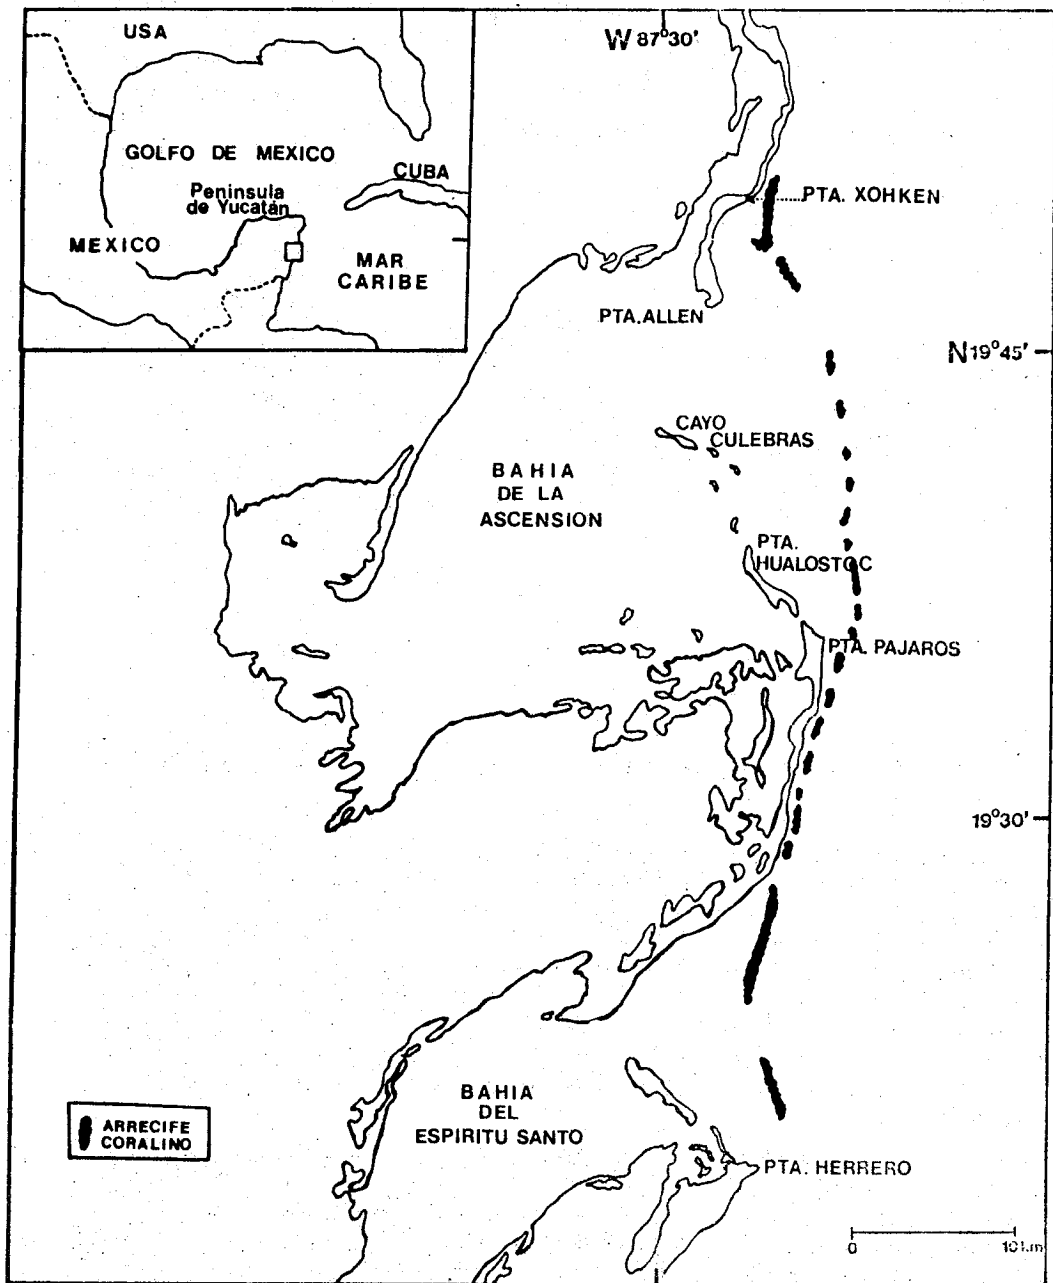 USA
GOLFO DE MEXICO
CUBA
Peninsula
de Yucatán
MEXICO
MAR
CARIBE
W 87°30'
PTA. XOHKEN
PTA. ALLEN
N 19°45'
CAYO
CULEBRAS
BAHIA
DE LA
ASCENSION
PTA.
HUALOSTOC
PTA. PAJAROS
19°30'
BAHIA
DEL
ESPIRITU SANTO
ARRECIFE
CORALINO
PTA. HERRERO
0